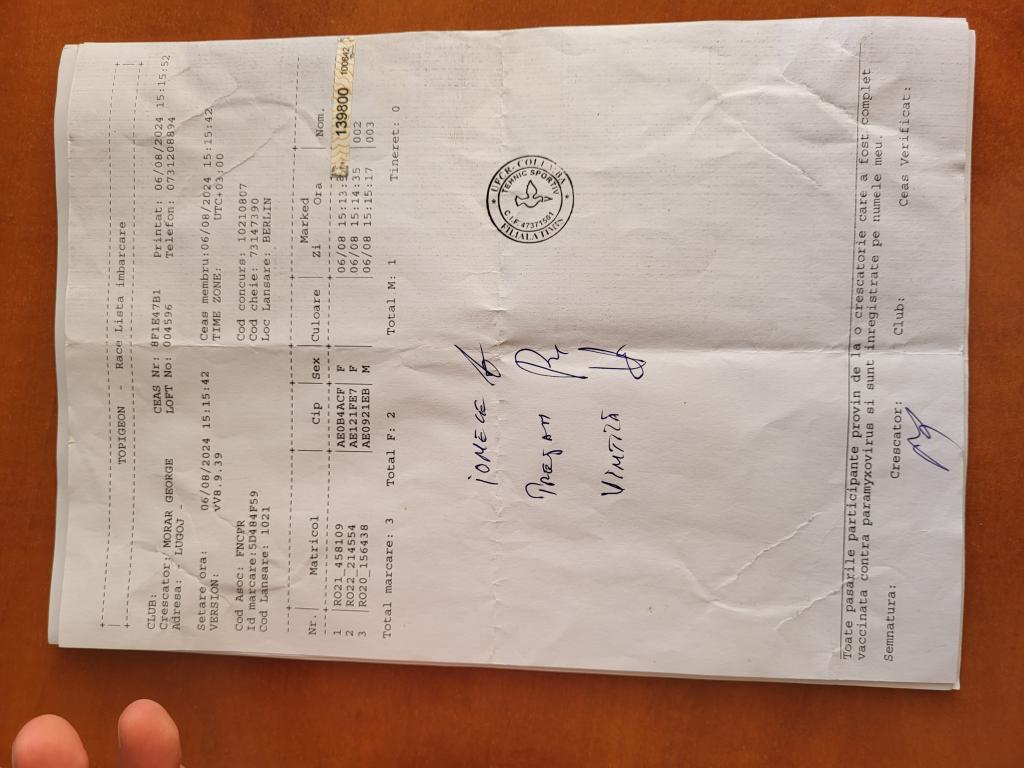 TOPIGEON - Race Lista imbarcare
CLUB: CEAS Nr: 8F1E47B1 Printat: 06/08/2024 15:15:52
Crescator: MORAR GEORGE LOFT No: 004596 Telefon: 0731208894
Adresa: - LUGOJ -
Setare ora: 06/08/2024 15:15:42 Ceas membru:06/08/2024 15:15:42
VERSION: vV8.9.39 TIME ZONE: UTC+03:00
Cod Asoc: FNCPR Cod concurs: 10210807
Id marcare:5D484F59 Cod cheie: 73147390
Cod Lansare: 1021 Loc Lansare: BERLIN
Marked
Nr. | Matricol | Cip | Sex | Culoare | Zi Ora | Nom.
1 |RO21_458109 |AE0B4ACF F | 06/08 15:13:
139800 100642
2 |RO22_214554 |AE121FE7 F | 06/08 15:14:35 |002
3 |RO20_156438 |AE0921EB M | 06/08 15:15:17 |003
Total marcare: 3 Total F: 2 Total M: 1 Tineret: 0
UFCR-COLUMBA
TEHNIC SPORTIV
C.I.F. 47371501
FILIALA TIMIS
VINTILĂ
Toate pasarile participante provin de la o crescatorie care a fost complet
vaccinata contra paramyxovirus si sunt inregistrate pe numele meu.
Semnatura: Crescator: Club: Ceas Verificat: